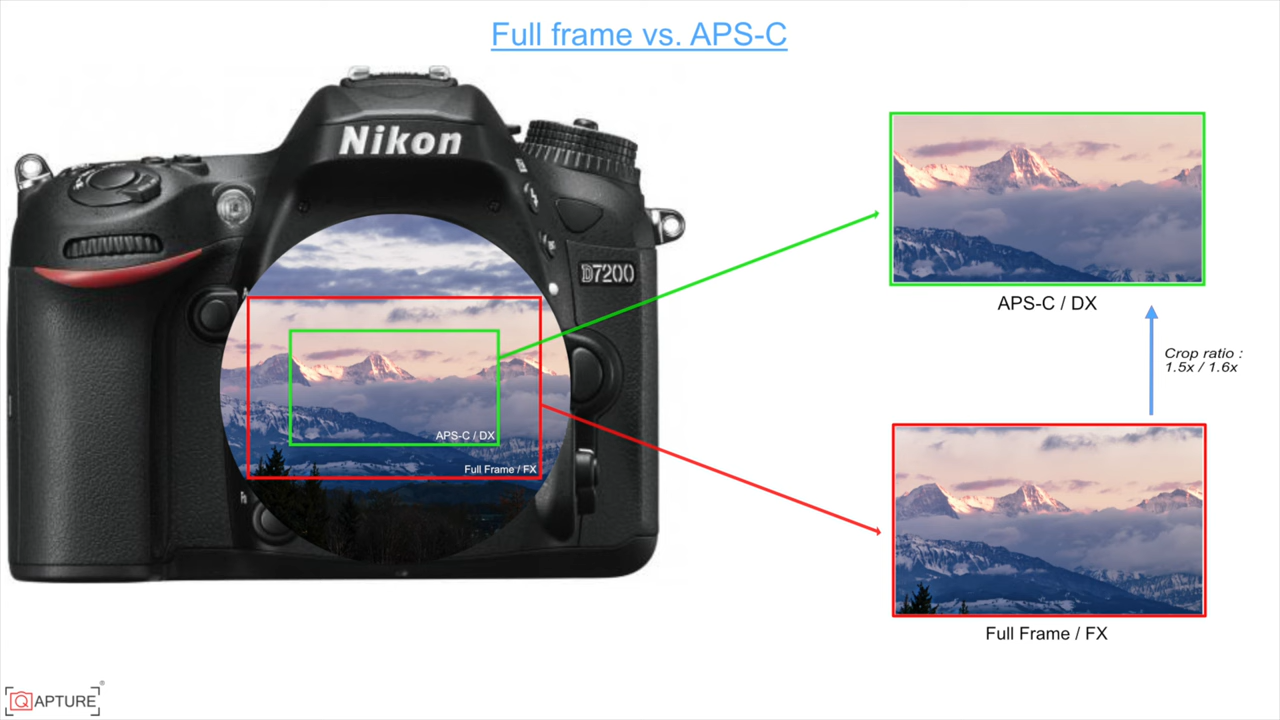 Full frame vs. APS-C
Nikon
D7200
APS-C / DX
Full Frame / FX
APS-C / DX
Crop ratio :
1.5x / 1.6x
Full Frame / FX
QAPTURE®